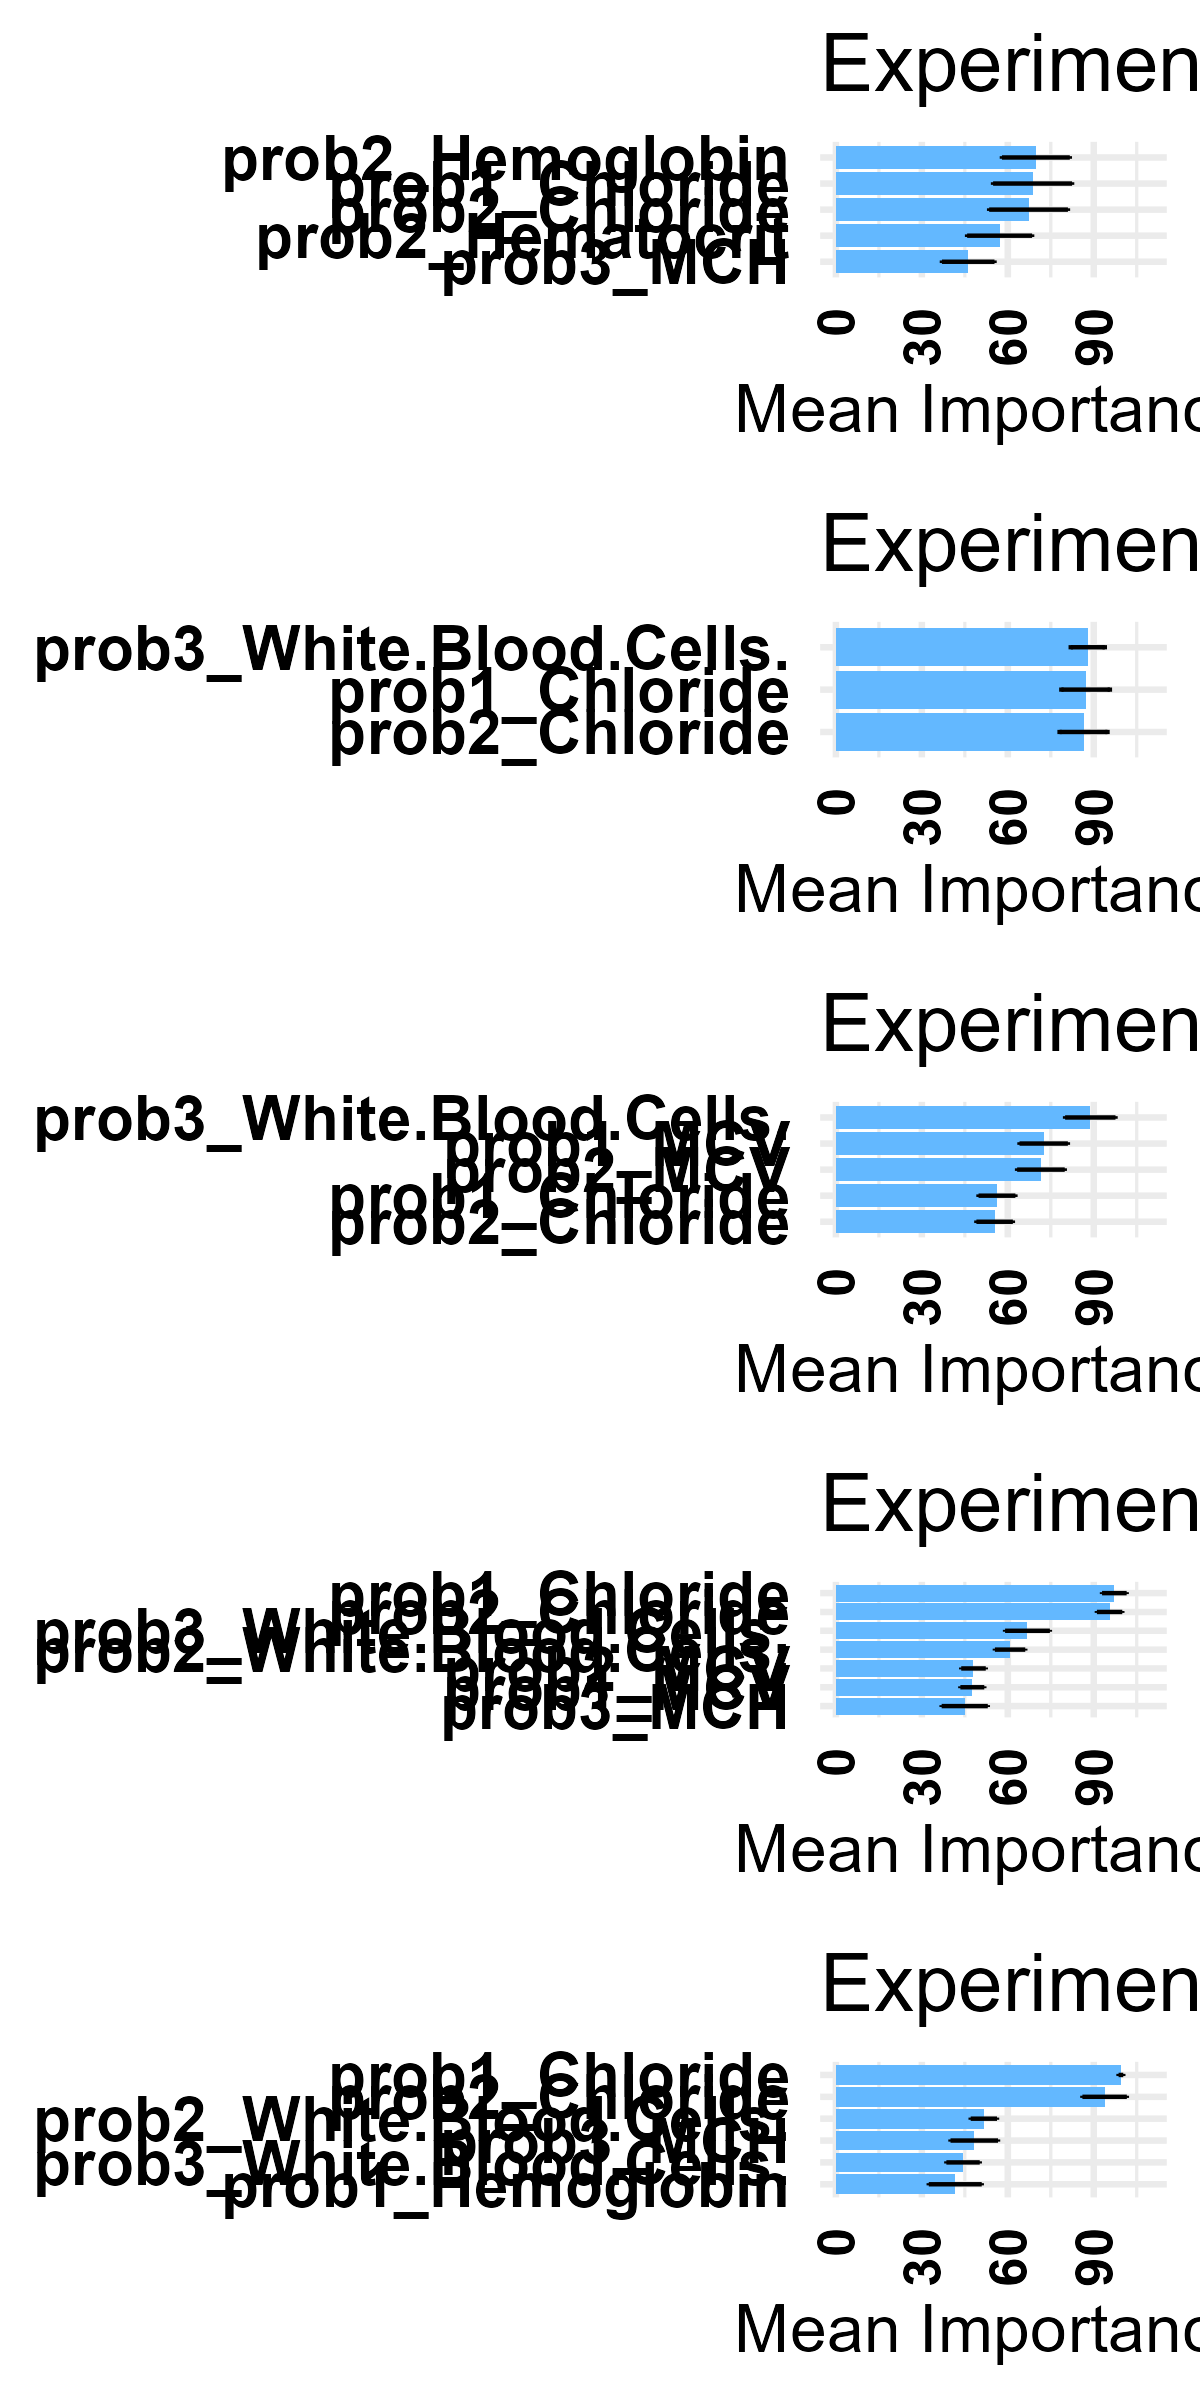 Experimen
prob2_Hemoglobin
prob1_Chloride
prob2_Chloride
prob2_Hematocrit
prob3_MCH
0 30 60 90
Mean Importanc
Experimen
prob3_White.Blood.Cells.
prob1_Chloride
prob2_Chloride
0 30 60 90
Mean Importanc
Experimen
prob3_White.Blood.Cells.
prob1_MCV
prob2_MCV
prob1_Chloride
prob2_Chloride
0 30 60 90
Mean Importanc
Experimen
prob1_Chloride
prob2_Chloride
prob3_White.Blood.Cells.
prob2_White.Blood.Cells.
prob3_MCH
0 30 60 90
Mean Importanc
Experimen
prob1_Chloride
prob2_Chloride
prob2_White.Blood.Cells.
prob3_MCH
prob3_White.Blood.Cells.
prob1_Hemoglobin
0 30 60 90
Mean Importanc